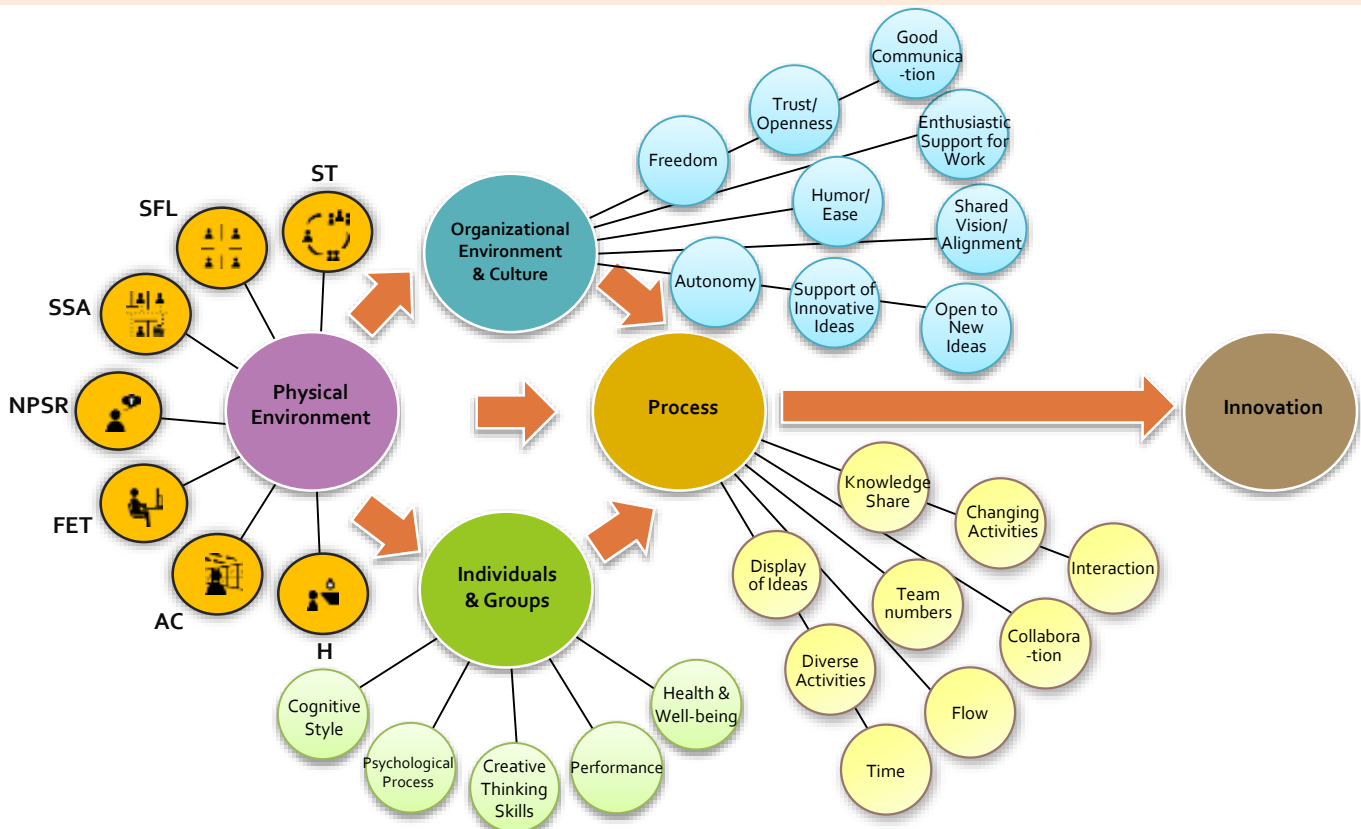 Good
Communica
-tion
Trust/
Openness
Enthusiastic
Support for
Work
Freedom
ST
SFL
Humor/
Ease
Shared
Vision/
Alignment
Organizational
Environment
& Culture
SSA
Autonomy
Support of
Innovative
Ideas
Open to
New
Ideas
NPSR
Physical
Environment
Process
Innovation
FET
Knowledge
Share
Changing
Activities
Interaction
Display
of Ideas
Team
numbers
Individuals
& Groups
AC
H
Collabora
-tion
Diverse
Activities
Flow
Time
Cognitive
Style
Psychological
Process
Creative
Thinking
Skills
Performance
Health &
Well-being